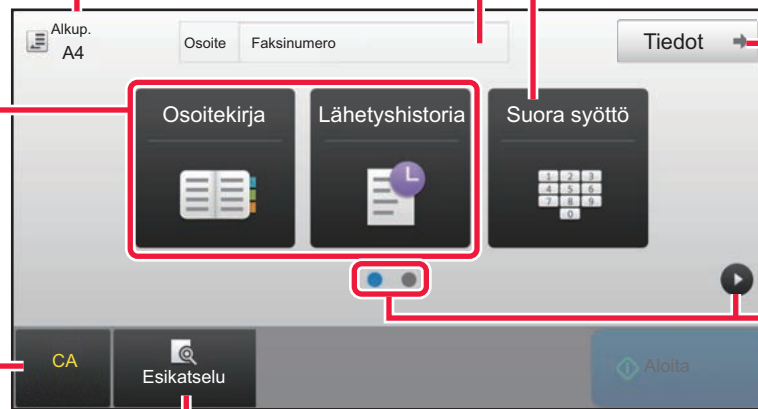 Alkup.
A4
Osoite Faksinumero
Tiedot
Osoitekirja Lähetyshistoria Suora syöttö
1 2 3
4 5 6
7 8 9
0
CA
Esikatselu
Aloita